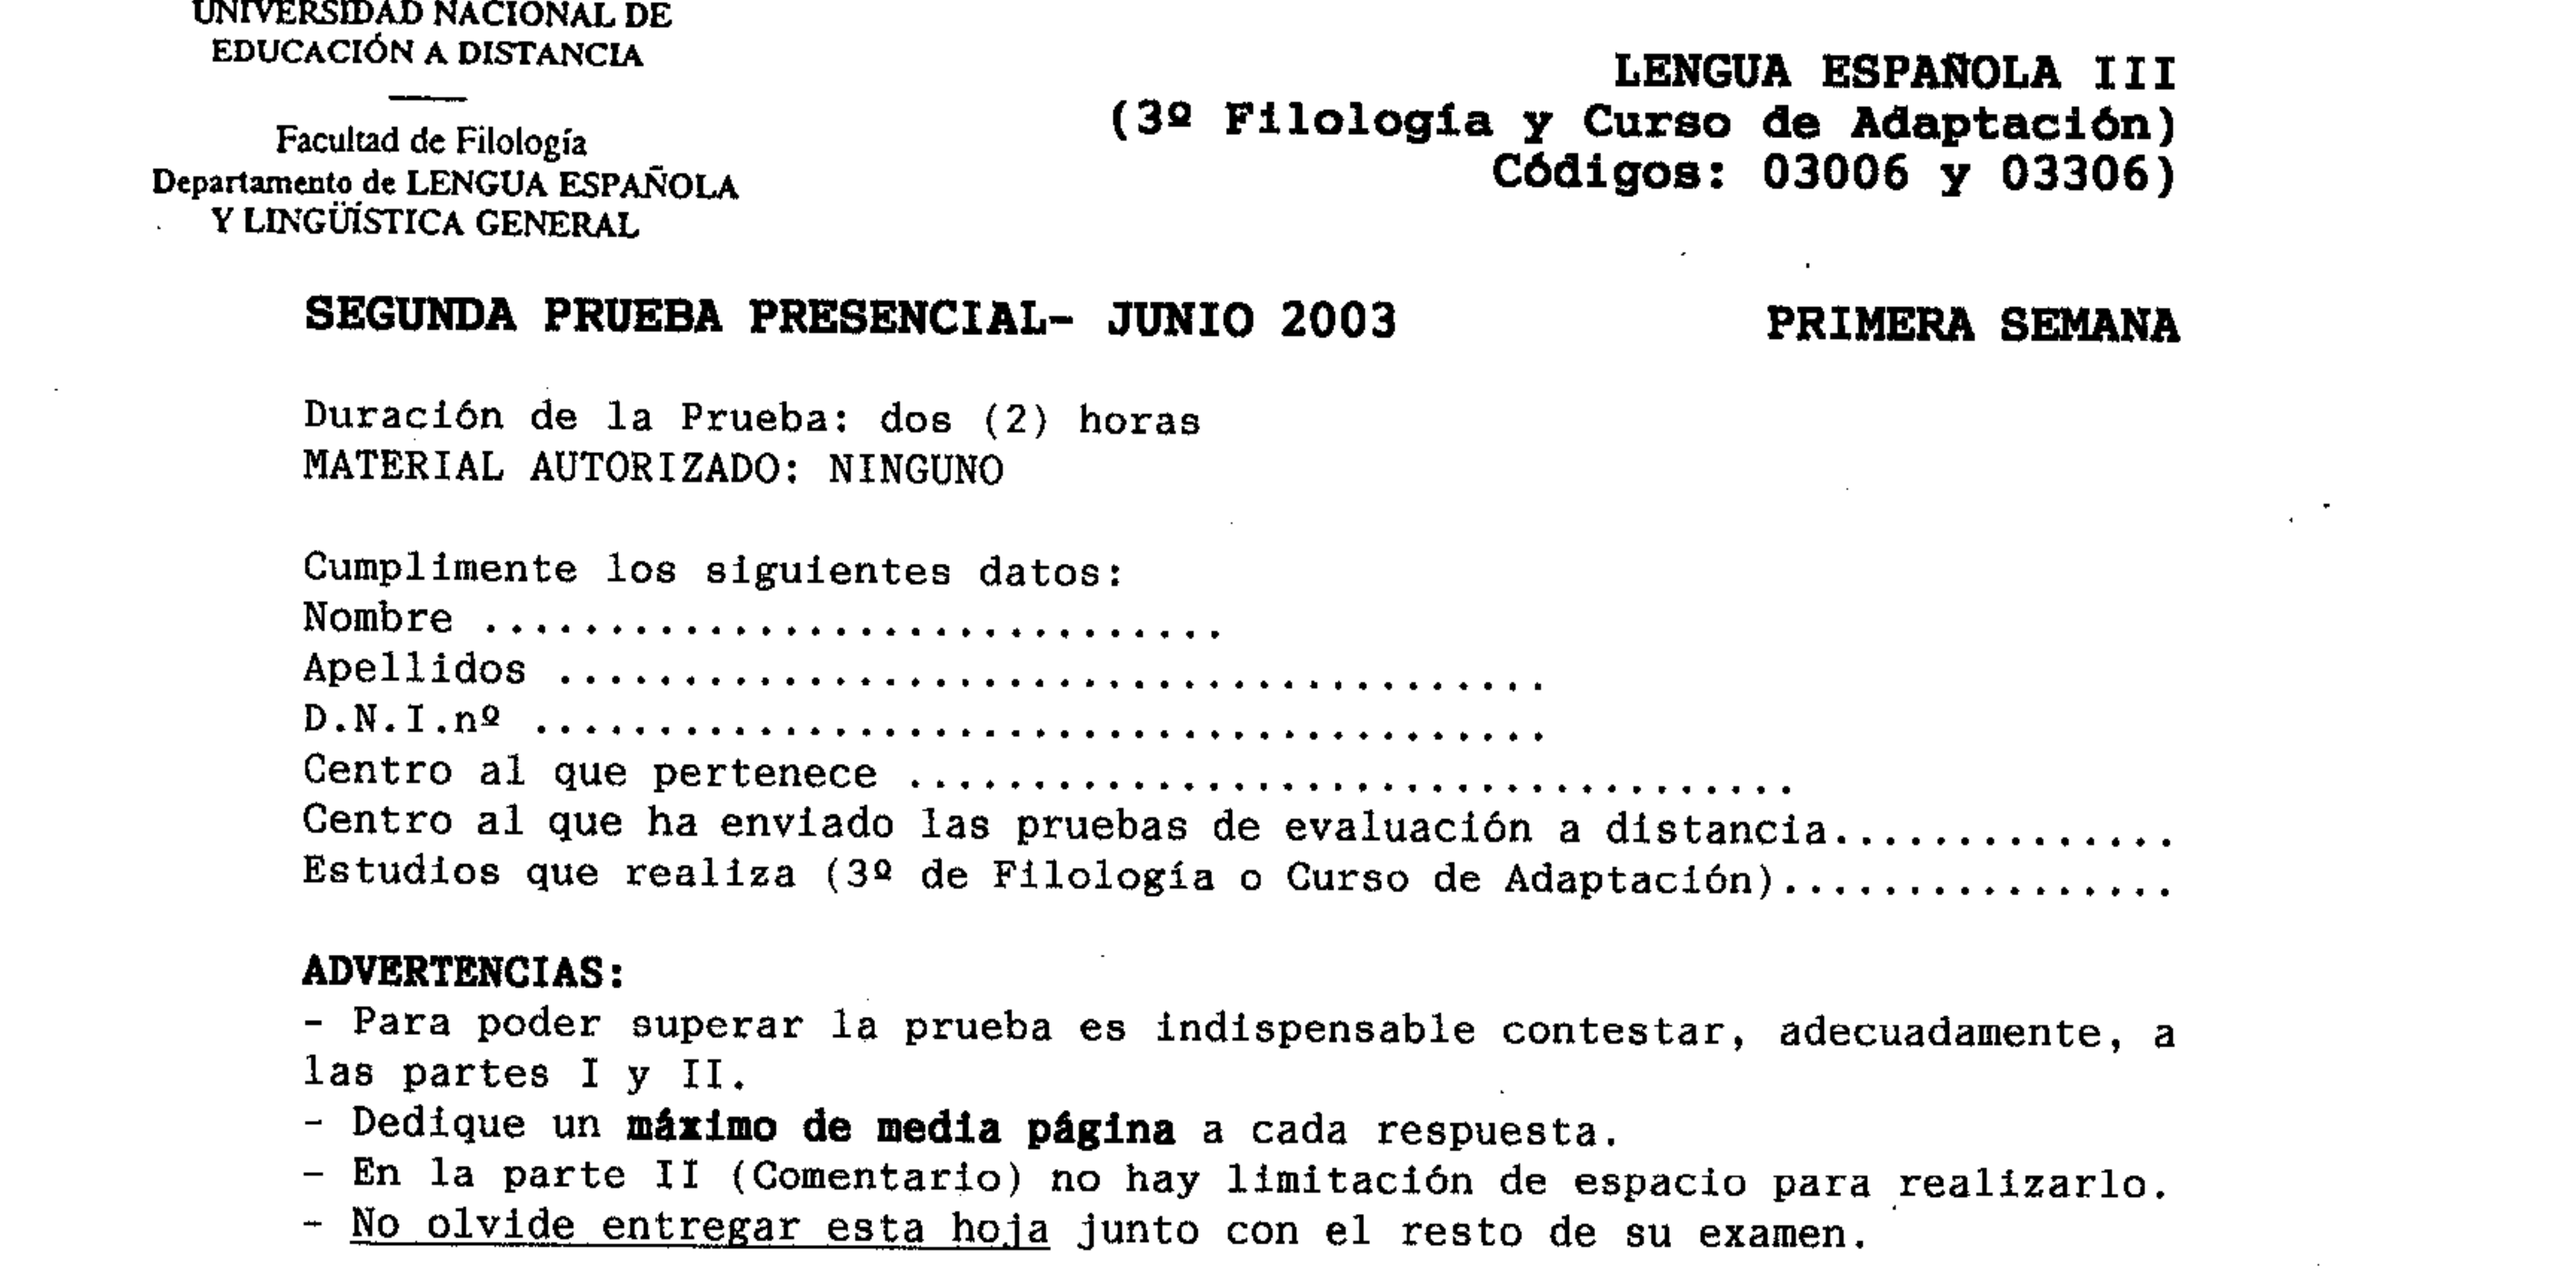 UNIVERSIDAD NACIONAL DE
EDUCACIÓN A DISTANCIA
Facultad de Filología
Departamento de LENGUA ESPAÑOLA
Y LINGÜÍSTICA GENERAL
LENGUA ESPAÑOLA III
(3º Filología y Curso de Adaptación)
Códigos: 03006 y 03306)
SEGUNDA PRUEBA PRESENCIAL- JUNIO 2003 PRIMERA SEMANA
Duración de la Prueba: dos (2) horas
MATERIAL AUTORIZADO: NINGUNO
Cumplimente los siguientes datos:
Nombre ..............................
Apellidos ........................................
D.N.I.nº .........................................
Centro al que pertenece ....................................
Centro al que ha enviado las pruebas de evaluación a distancia..............
Estudios que realiza (3º de Filología o Curso de Adaptación)................
ADVERTENCIAS:
- Para poder superar la prueba es indispensable contestar, adecuadamente, a
las partes I y II.
- Dedique un máximo de media página a cada respuesta.
- En la parte II (Comentario) no hay limitación de espacio para realizarlo.
- No olvide entregar esta hoja junto con el resto de su examen.